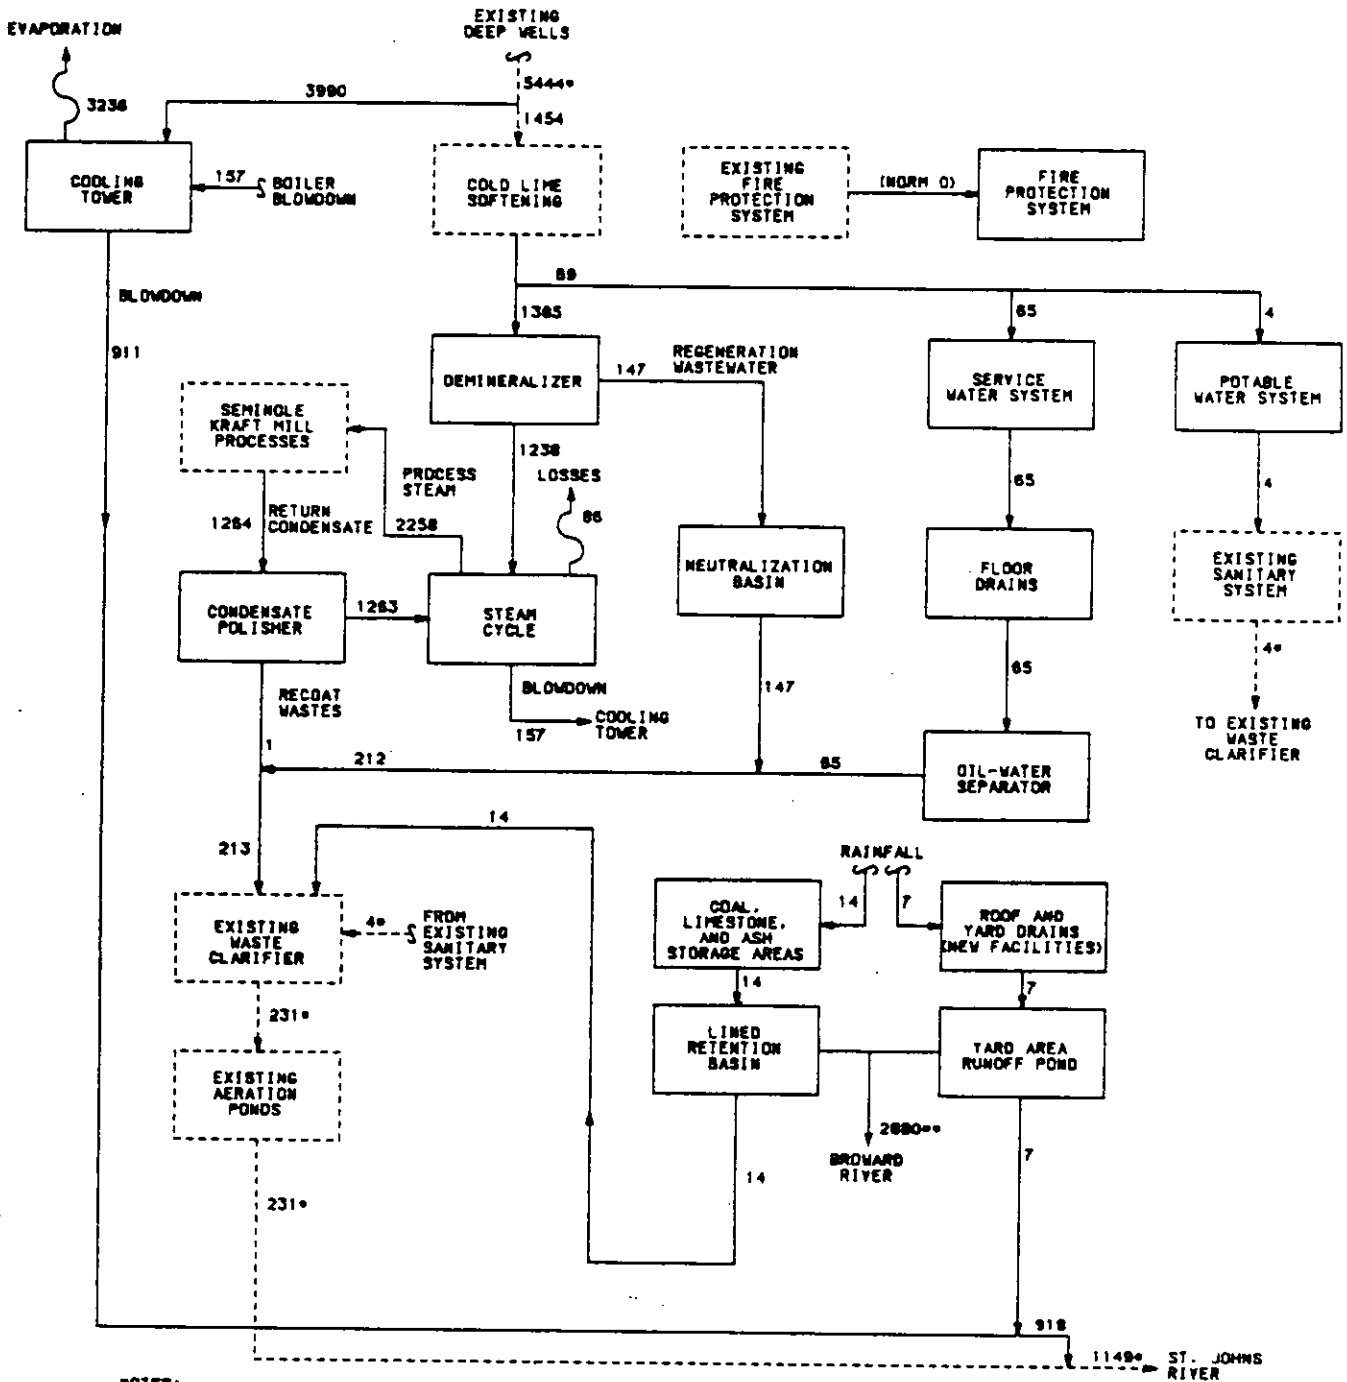 EVAPORATION
EXISTING
DEEP WELLS
5444*
3990
3236
1454
COOLING
TOWER
157
BOILER
BLOWDOWN
COLD LIME
SOFTENING
EXISTING
FIRE
PROTECTION
SYSTEM
(NORM 0)
FIRE
PROTECTION
SYSTEM
BLOWDOWN
69
1385
65
4
911
DEMINERALIZER
147
REGENERATION
WASTEWATER
SERVICE
WATER SYSTEM
POTABLE
WATER SYSTEM
SEMINOLE
KRAFT MILL
PROCESSES
PROCESS
STEAM
1238
LOSSES
86
65
4
1264
RETURN
CONDENSATE
2258
NEUTRALIZATION
BASIN
FLOOR
DRAINS
EXISTING
SANITARY
SYSTEM
CONDENSATE
POLISHER
1263
STEAM
CYCLE
4*
RECOAT
WASTES
BLOWDOWN
147
65
157
COOLING
TOWER
TO EXISTING
WASTE
CLARIFIER
1
212
65
OIL-WATER
SEPARATOR
14
213
RAINFALL
14
7
EXISTING
WASTE
CLARIFIER
4*
FROM
EXISTING
SANITARY
SYSTEM
COAL,
LIMESTONE,
AND ASH
STORAGE AREAS
ROOF AND
YARD DRAINS
(NEW FACILITIES)
14
7
231*
LINED
RETENTION
BASIN
YARD AREA
RUNOFF POND
EXISTING
AERATION
PONDS
2880**
BROWARD
RIVER
14
7
231*
918
1149*
ST. JOHNS
RIVER